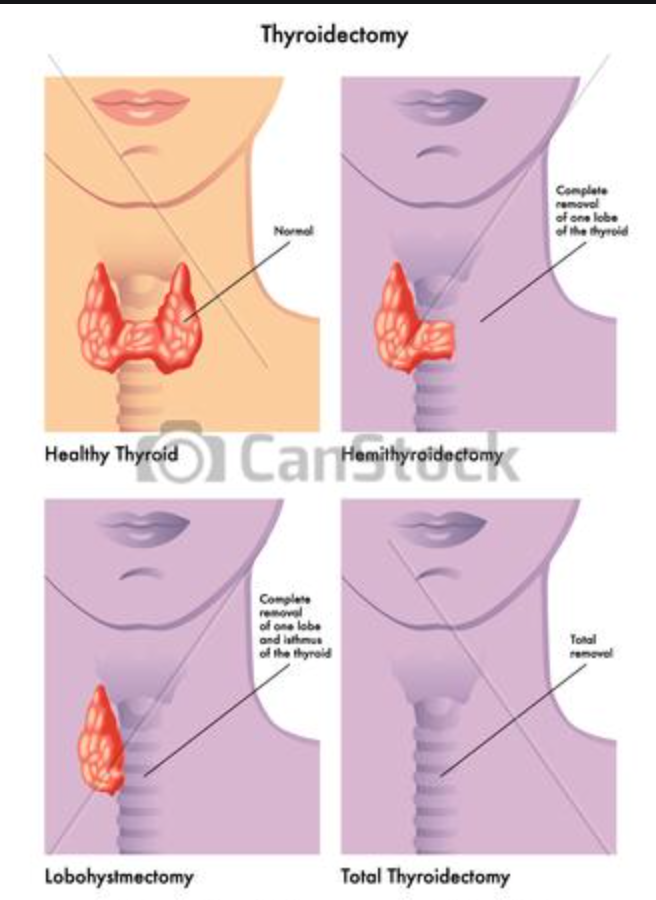 Thyroidectomy
Normal
Complete
removal
of one lobe
of the thyroid
Healthy Thyroid
Hemithyroidectomy
CanStock
Complete
removal
of one lobe
and isthmus
of the thyroid
Total
removal
Lobohystmectomy
Total Thyroidectomy